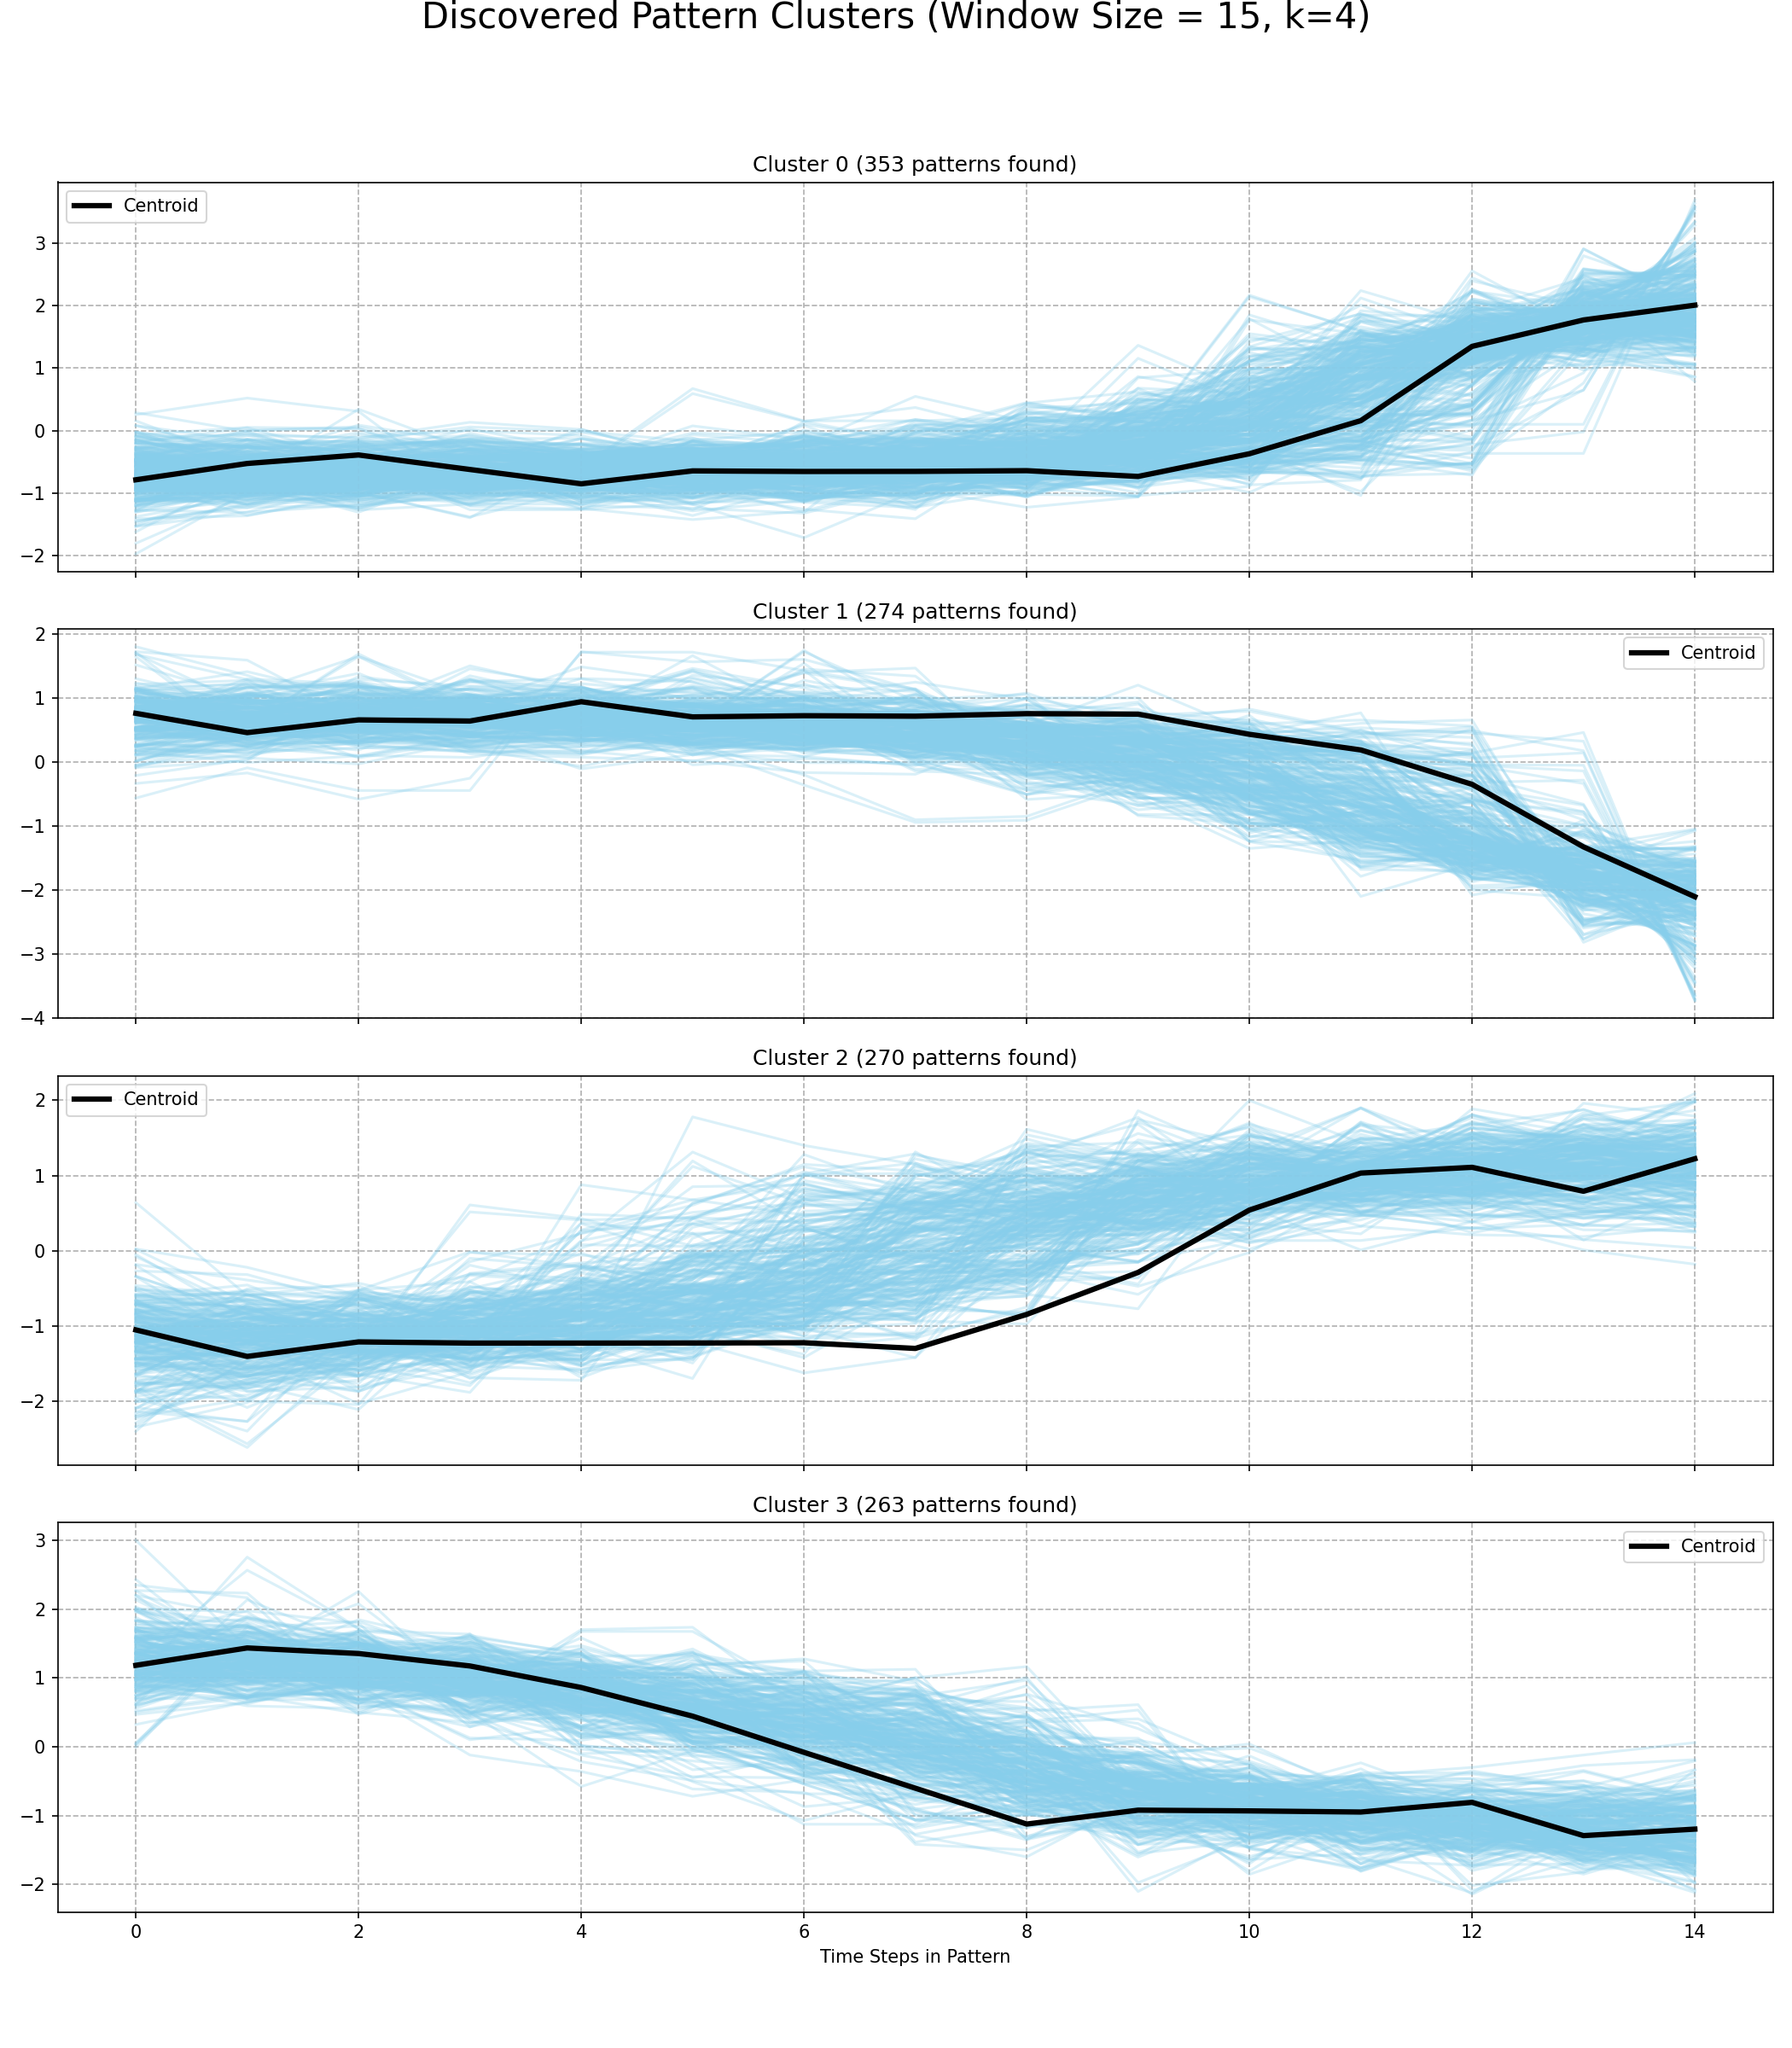 Discovered Pattern Clusters (Window Size = 15, k=4)
Cluster 0 (353 patterns found)
Centroid
3
2
1
0
−1
−2
Cluster 1 (274 patterns found)
Centroid
2
1
0
−1
−2
−3
−4
Cluster 2 (270 patterns found)
Centroid
2
1
0
−1
−2
Cluster 3 (263 patterns found)
Centroid
3
2
1
0
−1
−2
0 2 4 6 8 10 12 14
Time Steps in Pattern